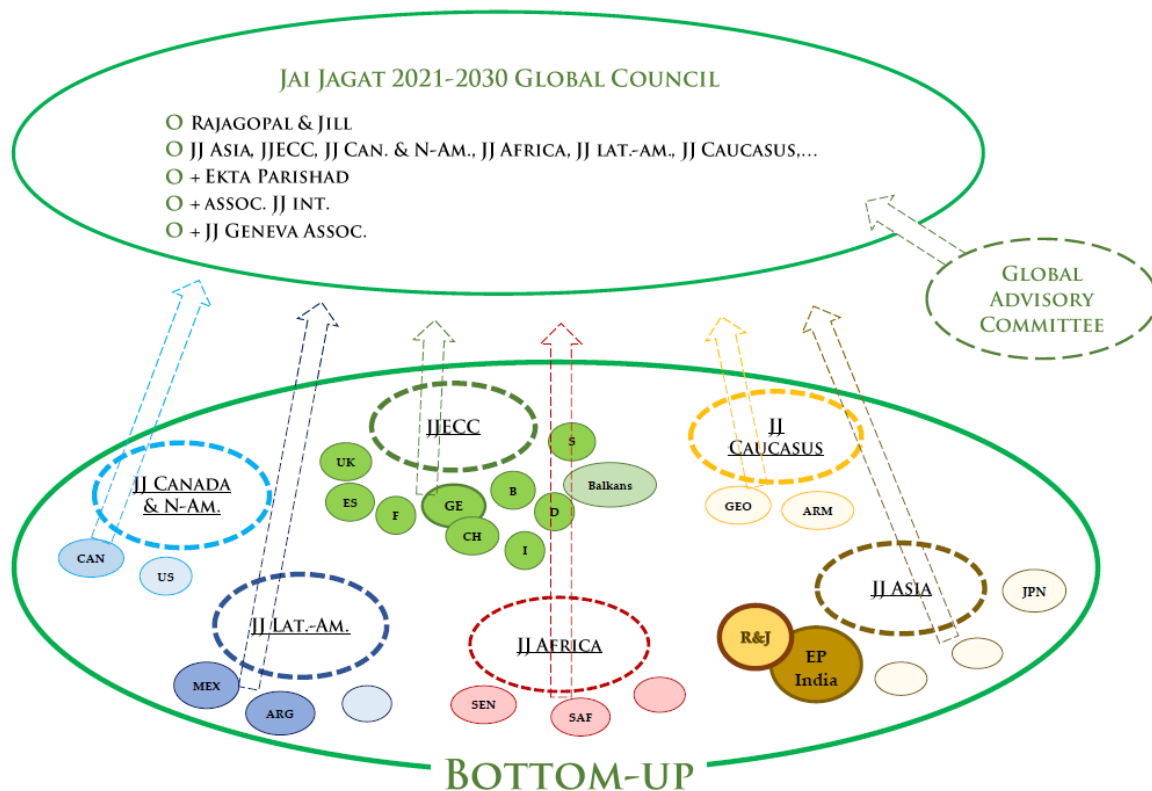 Jai Jagat 2021-2030 Global Council
Rajagopal & Jill
JJ Asia, JJECC, JJ Can. & N-Am., JJ Africa, JJ lat.-am., JJ Caucasus,...
+ Ekta Parishad
+ assoc. JJ int.
+ JJ Geneva Assoc.
Global
Advisory
Committee
JJECC
JJ
Caucasus
JJ Canada
& N-Am.
UK
S
Balkans
ES
F
GE
B
D
CH
I
GEO
ARM
CAN
US
JJ Asia
JPN
JJ Lat.-Am.
JJ Africa
R&J
EP
India
MEX
ARG
SEN
SAF
Bottom-up